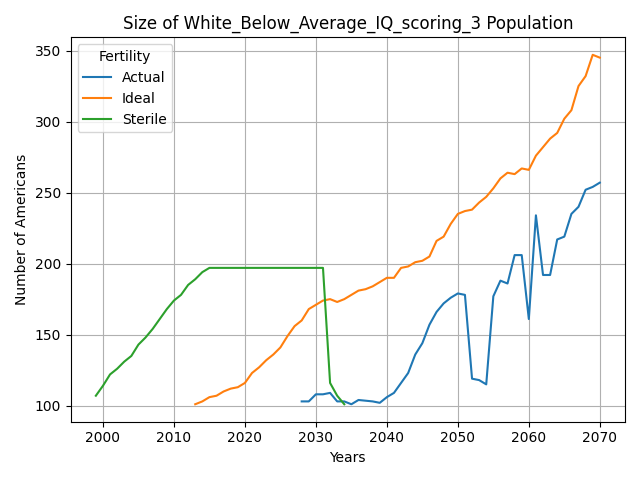 Size of White_Below_Average_IQ_scoring_3 Population
Fertility
Actual
Ideal
Sterile
Number of Americans
350
300
250
200
150
100
2000
2010
2020
2030
2040
2050
2060
2070
Years